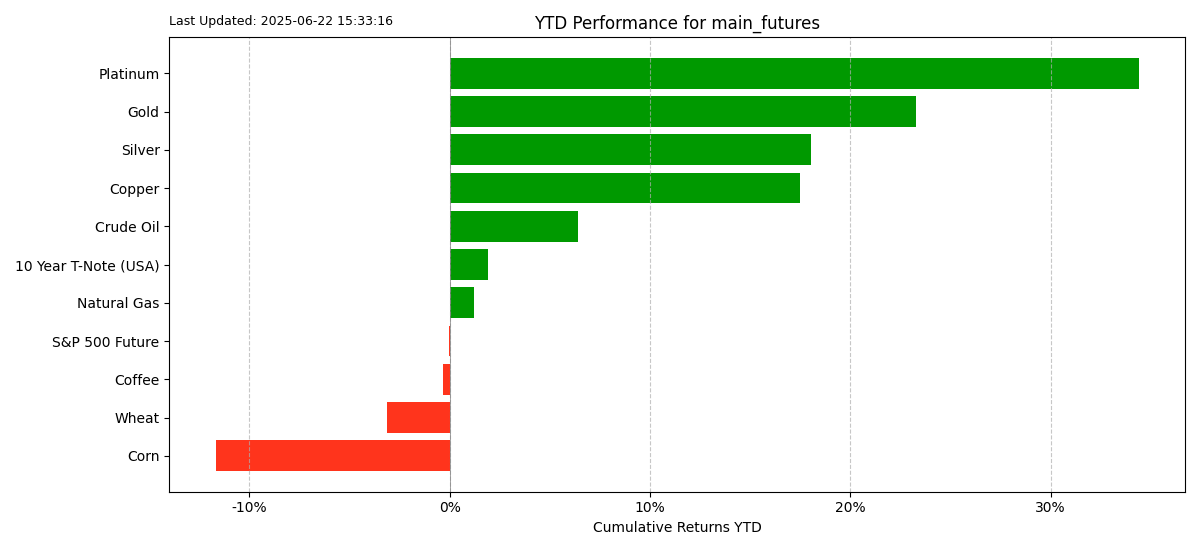 Last Updated: 2025-06-22 15:33:16
YTD Performance for main_futures
Platinum
Gold
Silver
Copper
Crude Oil
10 Year T-Note (USA)
Natural Gas
S&P 500 Future
Coffee
Wheat
Corn
-10%
0%
10%
20%
30%
Cumulative Returns YTD